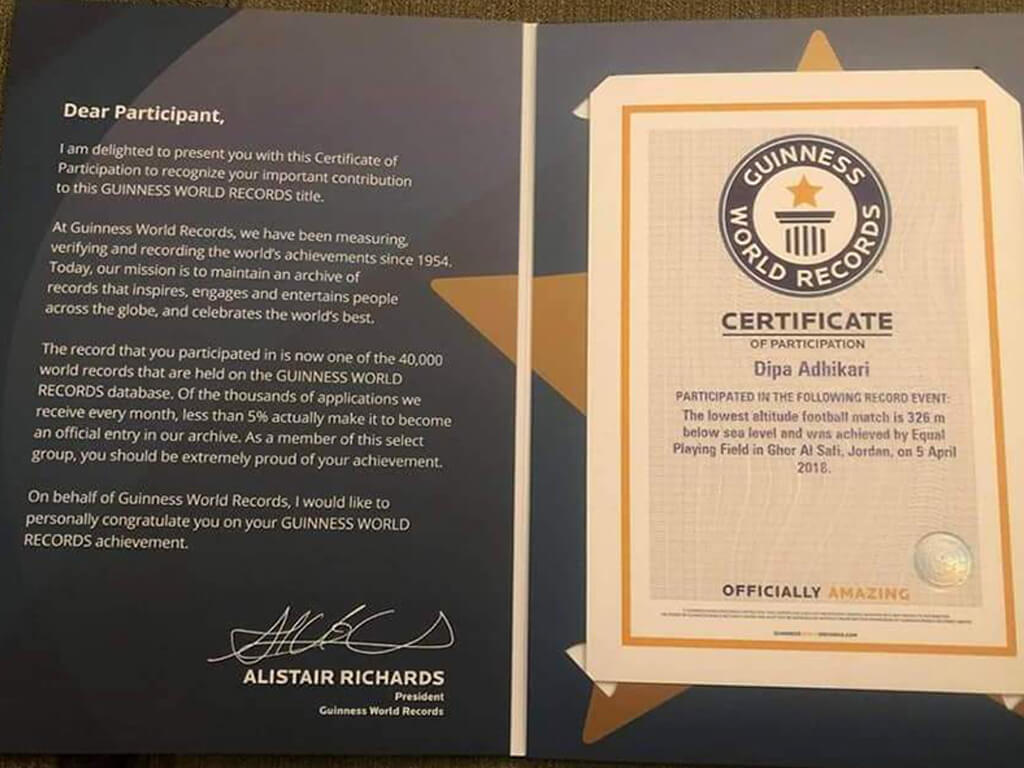 Dear Participant,
I am delighted to present you with this Certificate of
Participation to recognize your important contribution
to this GUINNESS WORLD RECORDS title.
At Guinness World Records, we have been measuring,
verifying and recording the world's achievements since 1954.
Today, our mission is to maintain an archive of
records that inspires, engages and entertains people
across the globe, and celebrates the world's best.
The record that you participated in is now one of the 40,000
world records that are held on the GUINNESS WORLD
RECORDS database. Of the thousands of applications we
receive every month, less than 5% actually make it to become
an official entry in our archive. As a member of this select
group, you should be extremely proud of your achievement.
On behalf of Guinness World Records, I would like to
personally congratulate you on your GUINNESS WORLD
RECORDS achievement.
ALISTAIR RICHARDS
President
Guinness World Records
GUINNESS
WORLD RECORDS
CERTIFICATE
OF PARTICIPATION
Dipa Adhikari
PARTICIPATED IN THE FOLLOWING RECORD EVENT:
The lowest altitude football match is 326 m
below sea level and was achieved by Equal
Playing Field in Ghor Al Safi, Jordan, on 5 April
2018.
OFFICIALLY AMAZING